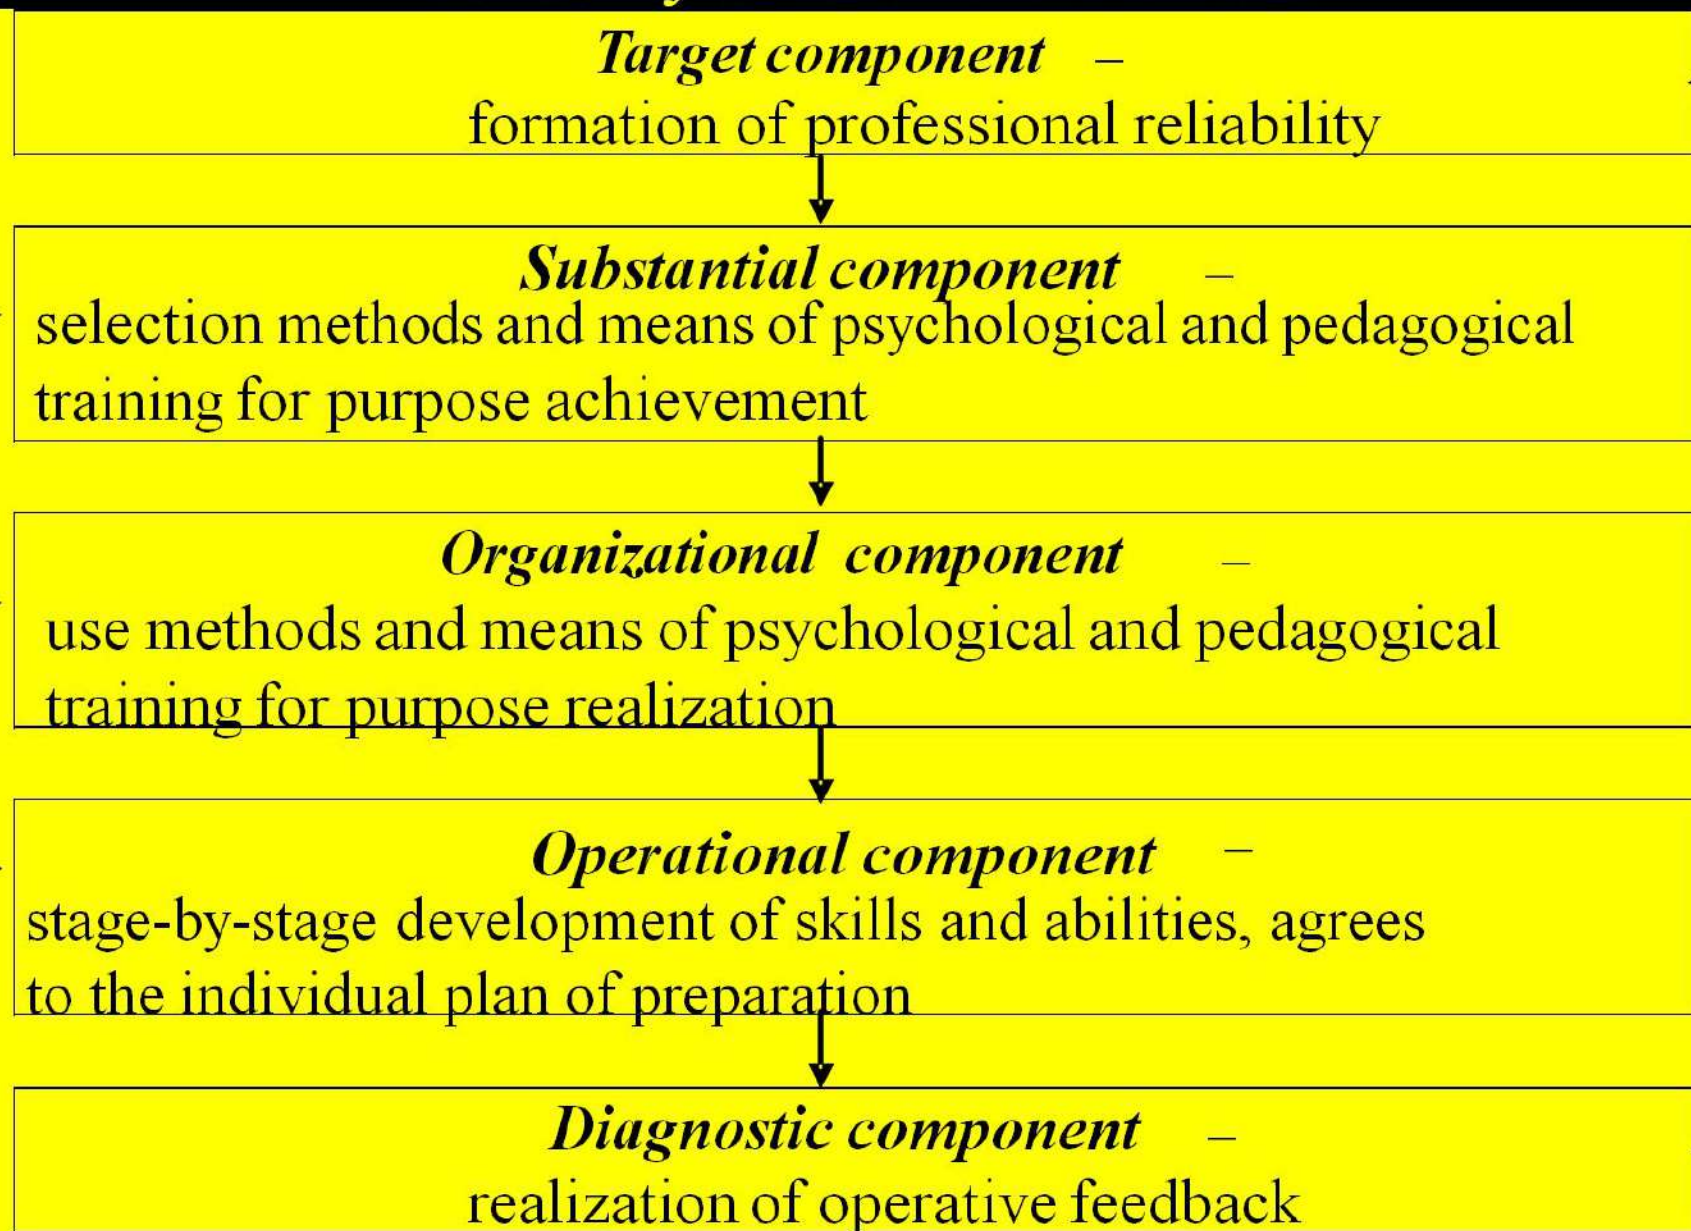 Target component –
formation of professional reliability
Substantial component –
selection methods and means of psychological and pedagogical
training for purpose achievement
Organizational component –
use methods and means of psychological and pedagogical
training for purpose realization
Operational component –
stage-by-stage development of skills and abilities, agrees
to the individual plan of preparation
Diagnostic component –
realization of operative feedback